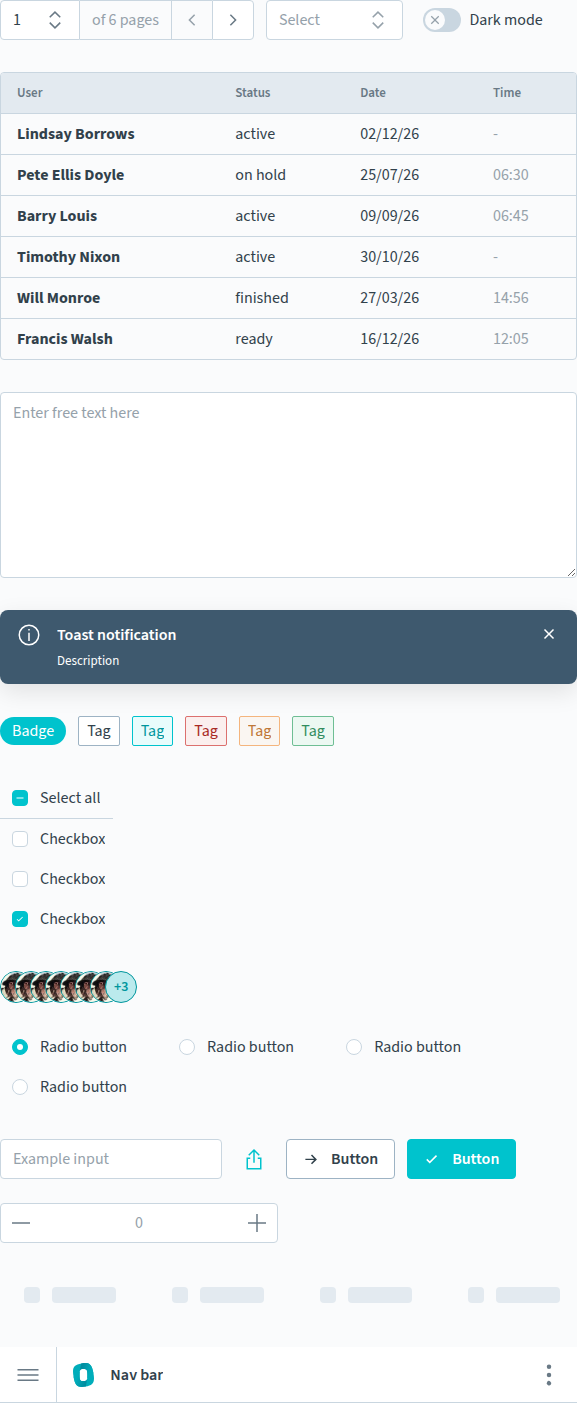 1 of 6 pages Select Dark mode
User Status Date Time
Lindsay Borrows active 02/12/26 -
Pete Ellis Doyle on hold 25/07/26 06:30
Barry Louis active 09/09/26 06:45
Timothy Nixon active 30/10/26 -
Will Monroe finished 27/03/26 14:56
Francis Walsh ready 16/12/26 12:05
Enter free text here
Toast notification
Description
Badge Tag Tag Tag Tag Tag
Select all
Checkbox
Checkbox
Checkbox
+3
Radio button Radio button Radio button
Radio button
Example input Button Button
0
Nav bar